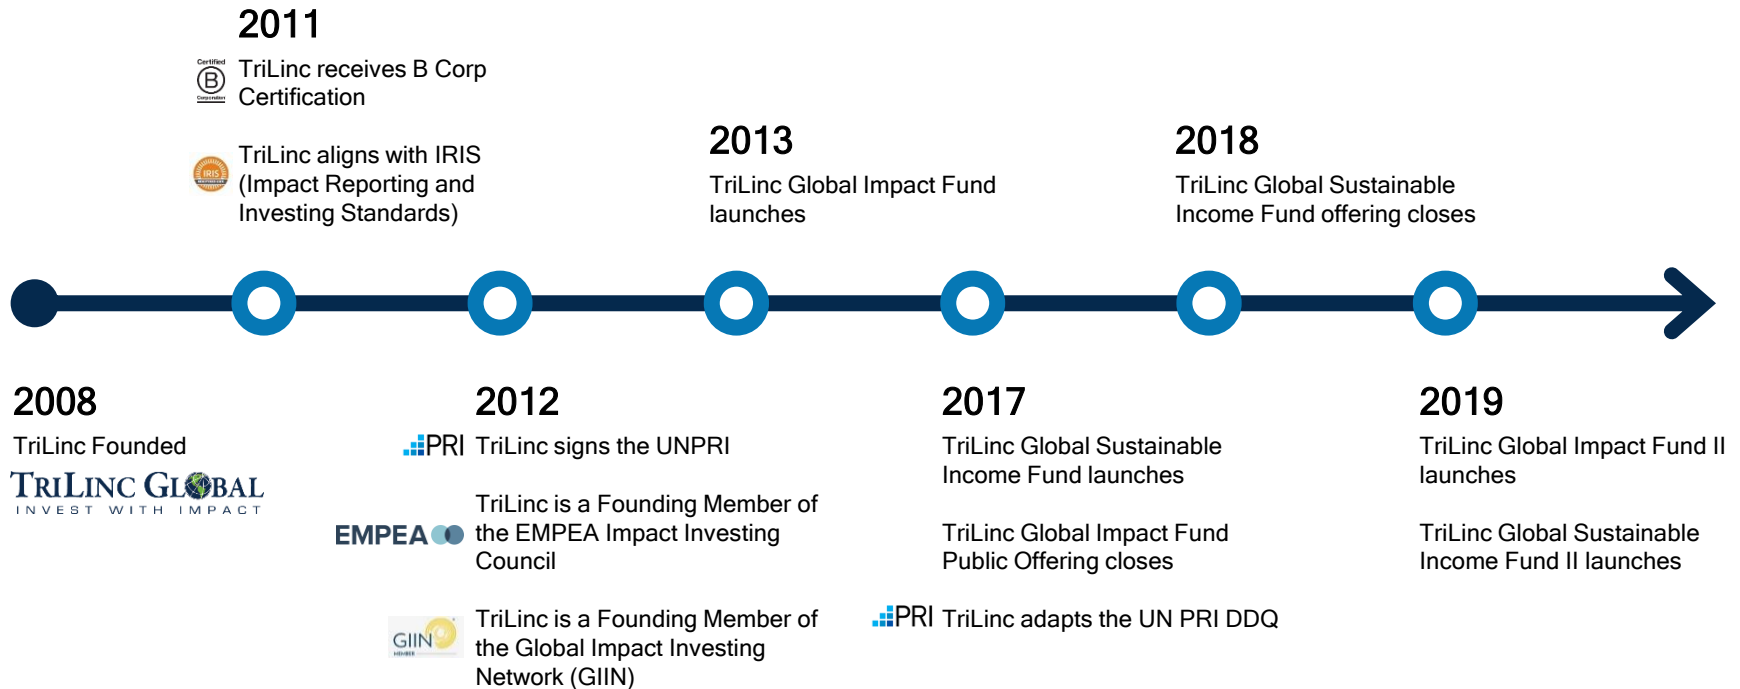 2011
Certified
B
Corporation
TriLinc receives B Corp
Certification
IRIS
TriLinc aligns with IRIS
(Impact Reporting and
Investing Standards)
2013
TriLinc Global Impact Fund
launches
2018
TriLinc Global Sustainable
Income Fund offering closes
2008
TriLinc Founded
TRILINC GLOBAL
INVEST WITH IMPACT
2012
PRI
TriLinc signs the UNPRI
EMPEA
TriLinc is a Founding Member of
the EMPEA Impact Investing
Council
GIIN
MEMBER
TriLinc is a Founding Member of
the Global Impact Investing
Network (GIIN)
2017
TriLinc Global Sustainable
Income Fund launches
TriLinc Global Impact Fund
Public Offering closes
PRI
TriLinc adapts the UN PRI DDQ
2019
TriLinc Global Impact Fund II
launches
TriLinc Global Sustainable
Income Fund II launches